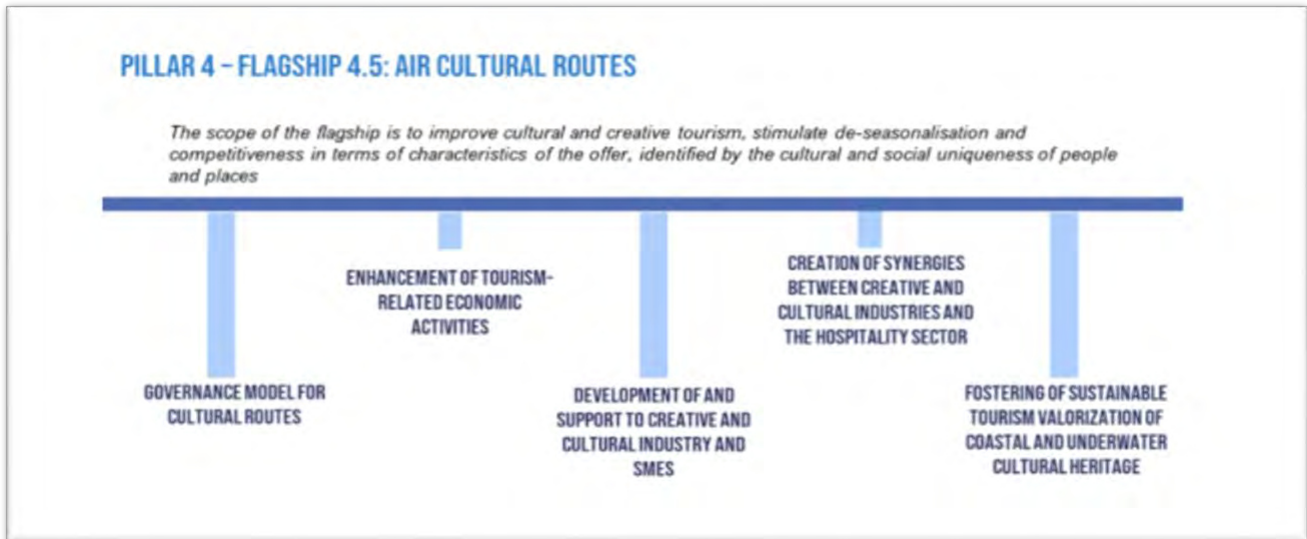 PILLAR 4 – FLAGSHIP 4.5: AIR CULTURAL ROUTES
The scope of the flagship is to improve cultural and creative tourism, stimulate de-seasonalisation and
competitiveness in terms of characteristics of the offer, identified by the cultural and social uniqueness of people
and places
GOVERNANCE MODEL FOR
CULTURAL ROUTES
ENHANCEMENT OF TOURISM-
RELATED ECONOMIC
ACTIVITIES
DEVELOPMENT OF AND
SUPPORT TO CREATIVE AND
CULTURAL INDUSTRY AND
SMES
CREATION OF SYNERGIES
BETWEEN CREATIVE AND
CULTURAL INDUSTRIES AND
THE HOSPITALITY SECTOR
FOSTERING OF SUSTAINABLE
TOURISM VALORIZATION OF
COASTAL AND UNDERWATER
CULTURAL HERITAGE